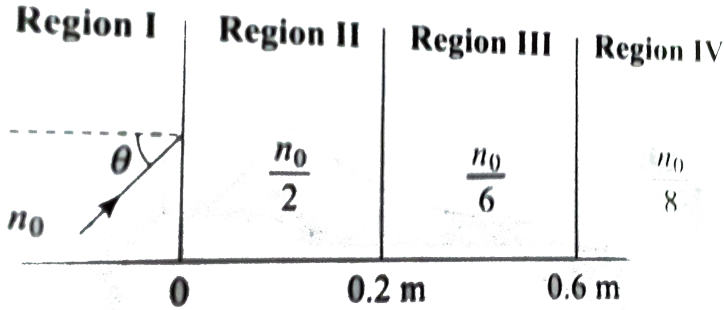 Region I Region II Region III Region IV
θ
n₀ n₀/2 n₀/6 n₀/8
0 0.2 m 0.6 m